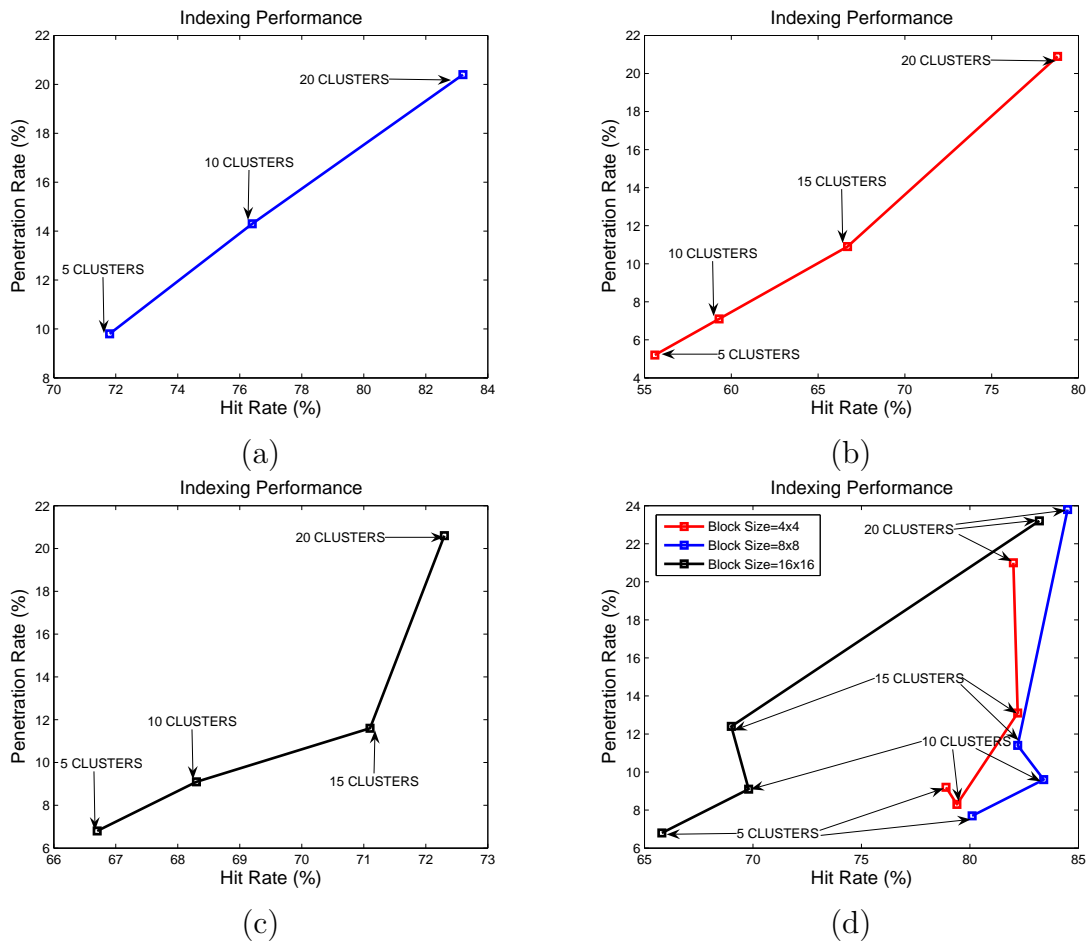 Indexing Performance
22
20
18
16
14
12
10
8
Penetration Rate (%)
20 CLUSTERS
10 CLUSTERS
5 CLUSTERS
70 72 74 76 78 80 82 84
Hit Rate (%)
(a)
Indexing Performance
24
22
20
18
16
14
12
10
8
6
4
Penetration Rate (%)
20 CLUSTERS
15 CLUSTERS
10 CLUSTERS
5 CLUSTERS
55 60 65 70 75 80
Hit Rate (%)
(b)
Indexing Performance
22
20
18
16
14
12
10
8
6
Penetration Rate (%)
20 CLUSTERS
10 CLUSTERS
5 CLUSTERS
15 CLUSTERS
66 67 68 69 70 71 72 73
Hit Rate (%)
(c)
Indexing Performance
24
22
20
18
16
14
12
10
8
6
Penetration Rate (%)
Block Size=4x4
Block Size=8x8
Block Size=16x16
20 CLUSTERS
15 CLUSTERS
10 CLUSTERS
5 CLUSTERS
65 70 75 80 85
Hit Rate (%)
(d)